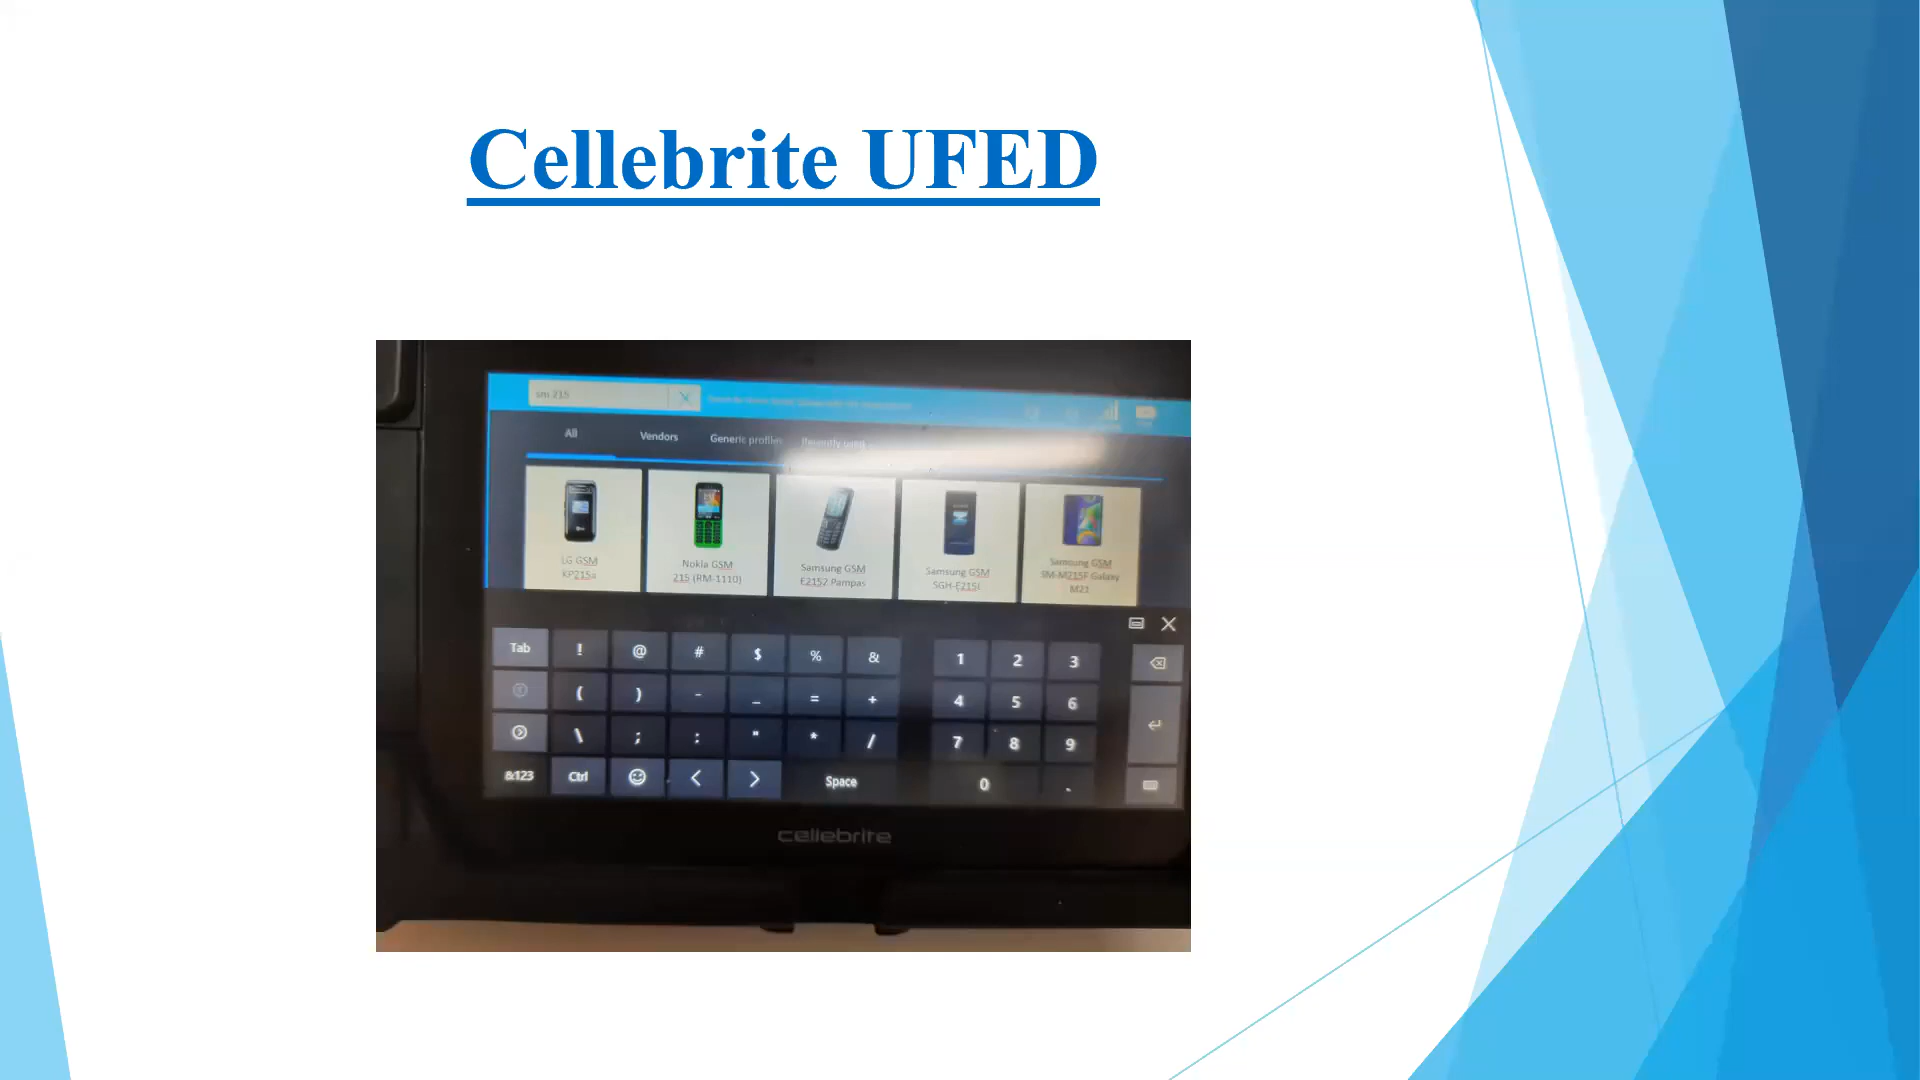 Cellebrite UFED
sm 215
All Vendors Generic profiles Recently used
LG GSM
KP215a
Nokia GSM
215 (RM-1110)
Samsung GSM
E2152 Pampas
Samsung GSM
SGH-E215L
Samsung GSM
SM-M215F Galaxy
M21
Tab ! @ # $ % & 1 2 3
( ) - _ = + 4 5 6
\ ; : " * / 7 8 9
&123 Ctrl < > Space 0 .
cellebrite